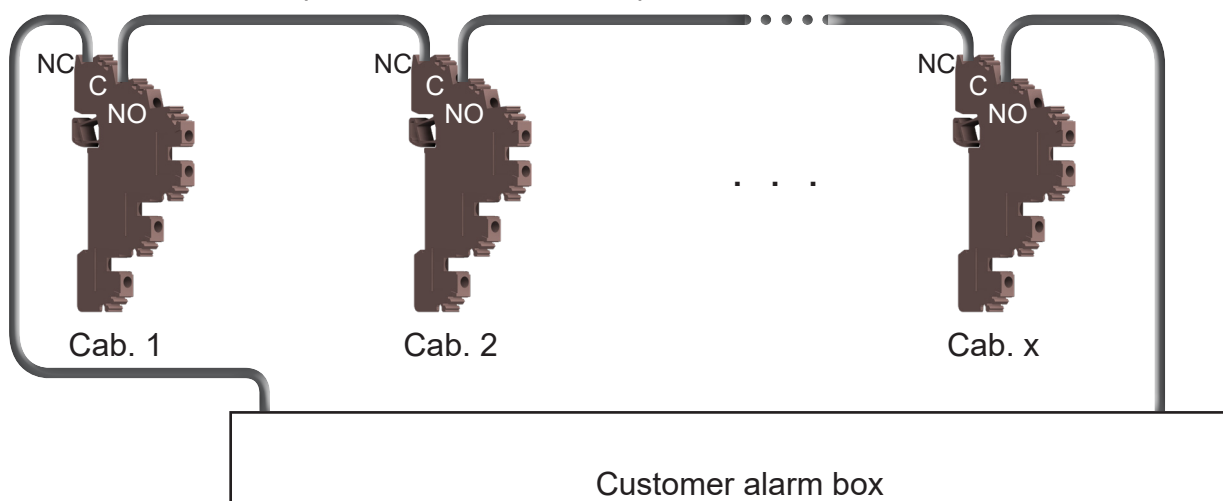 NC
C
NO
NC
C
NO
NC
C
NO
. . .
Cab. 1
Cab. 2
Cab. x
Customer alarm box